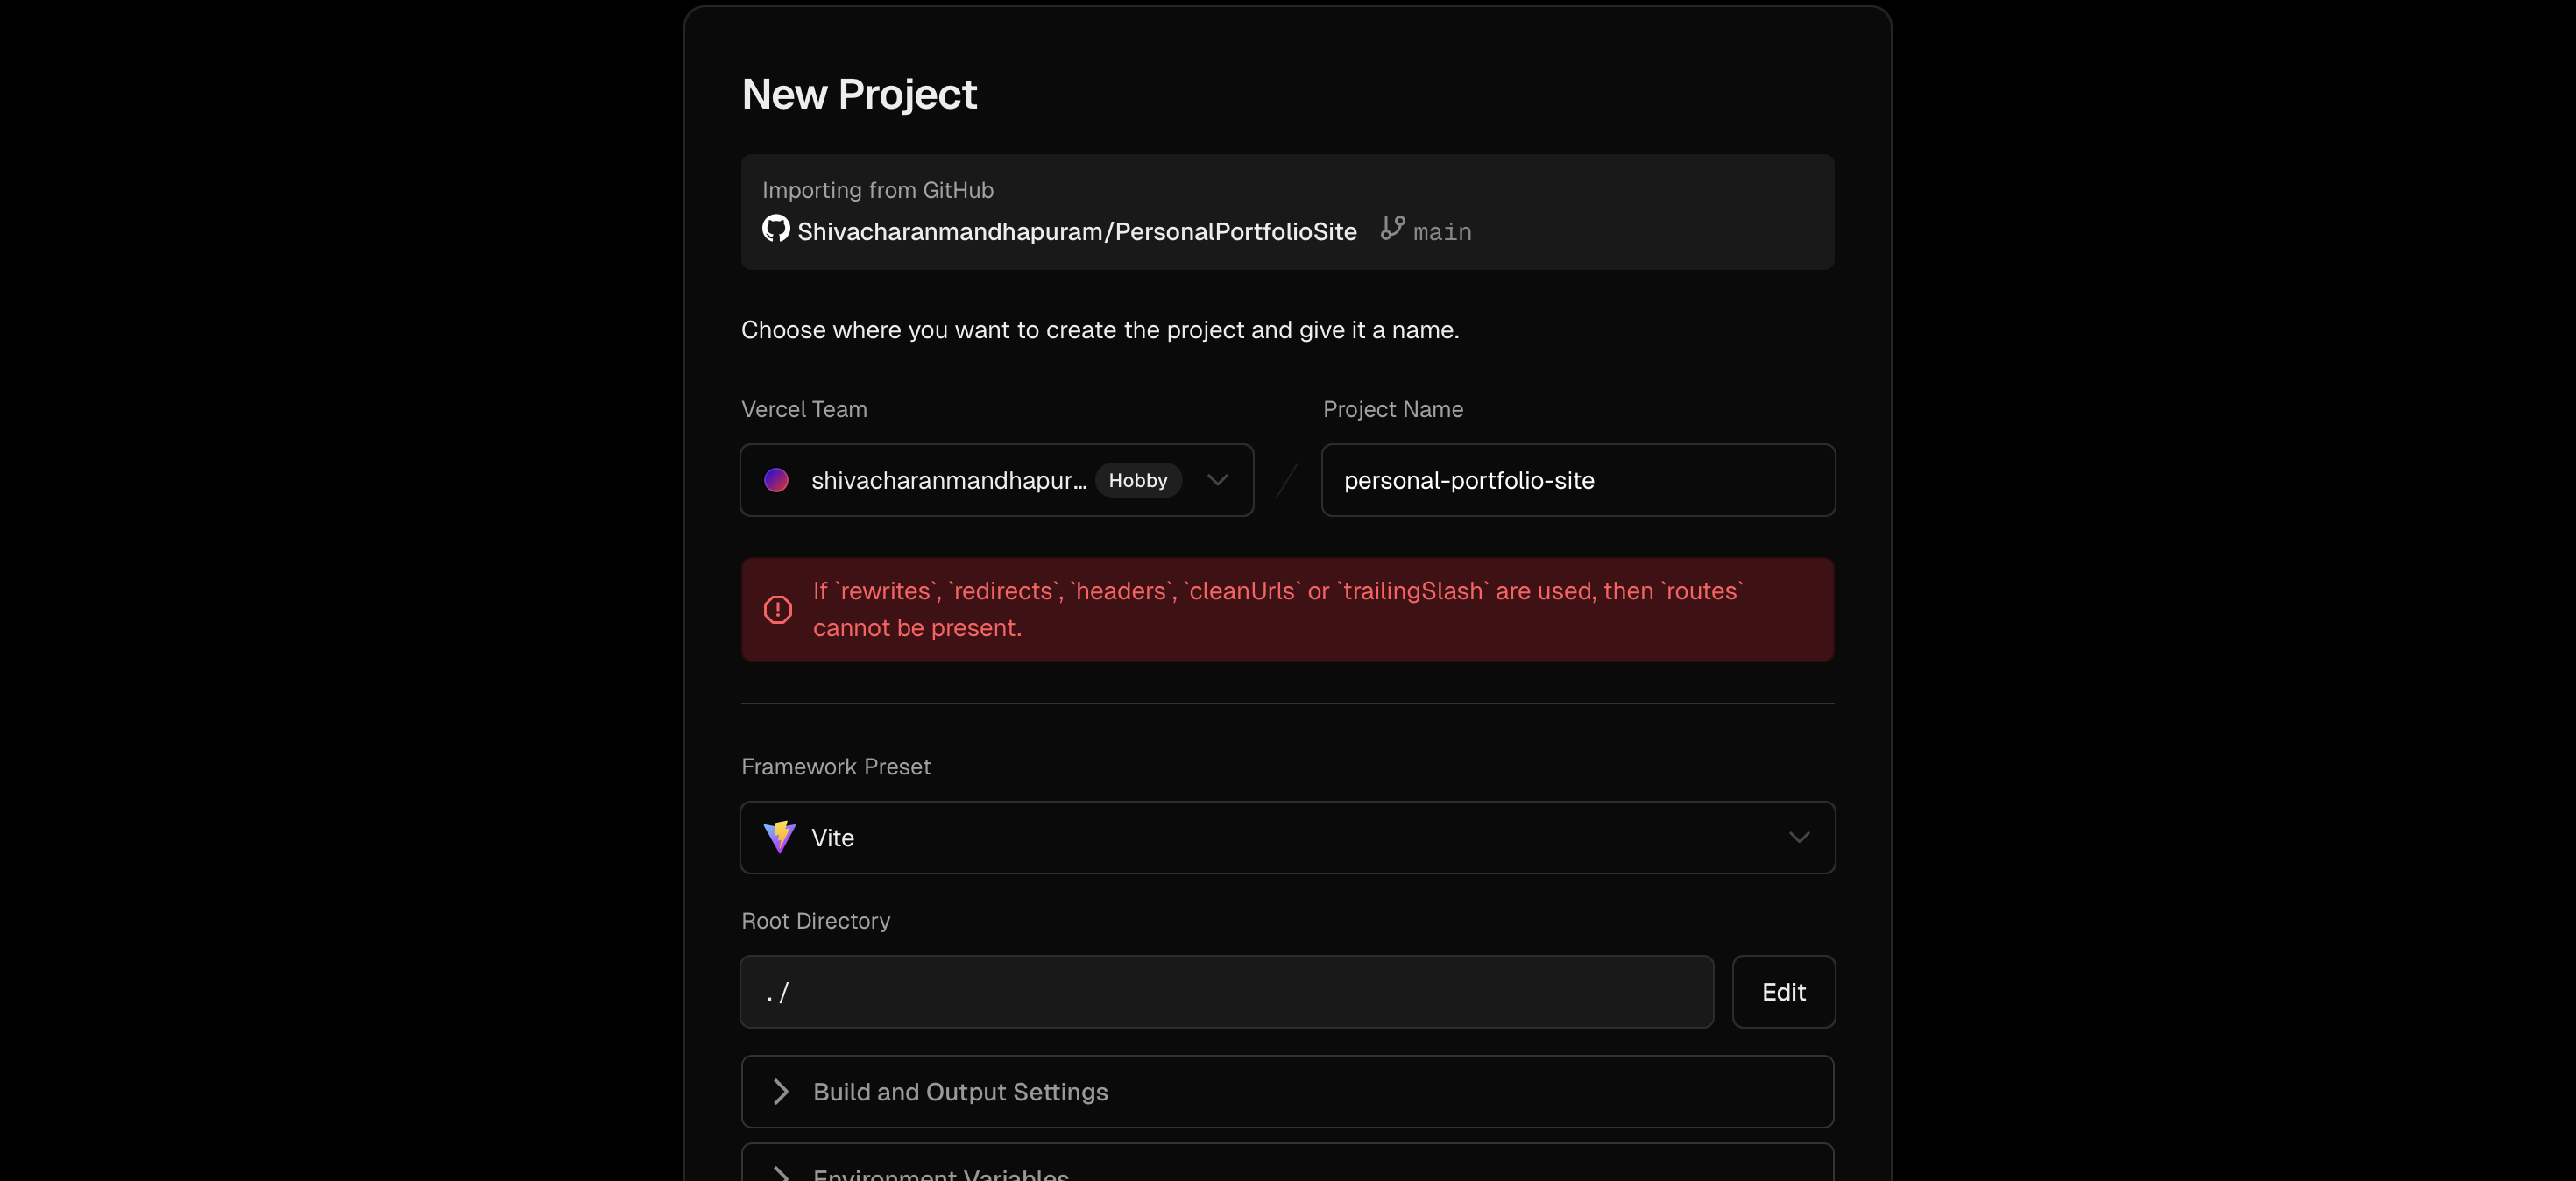 New Project
Importing from GitHub
Shivacharanmandhapuram/PersonalPortfolioSite main
Choose where you want to create the project and give it a name.
Vercel Team
Project Name
shivacharanmandhapur... Hobby
/
personal-portfolio-site
If `rewrites`, `redirects`, `headers`, `cleanUrls` or `trailingSlash` are used, then `routes`
cannot be present.
Framework Preset
Vite
Root Directory
./
Edit
Build and Output Settings
Environment Variables